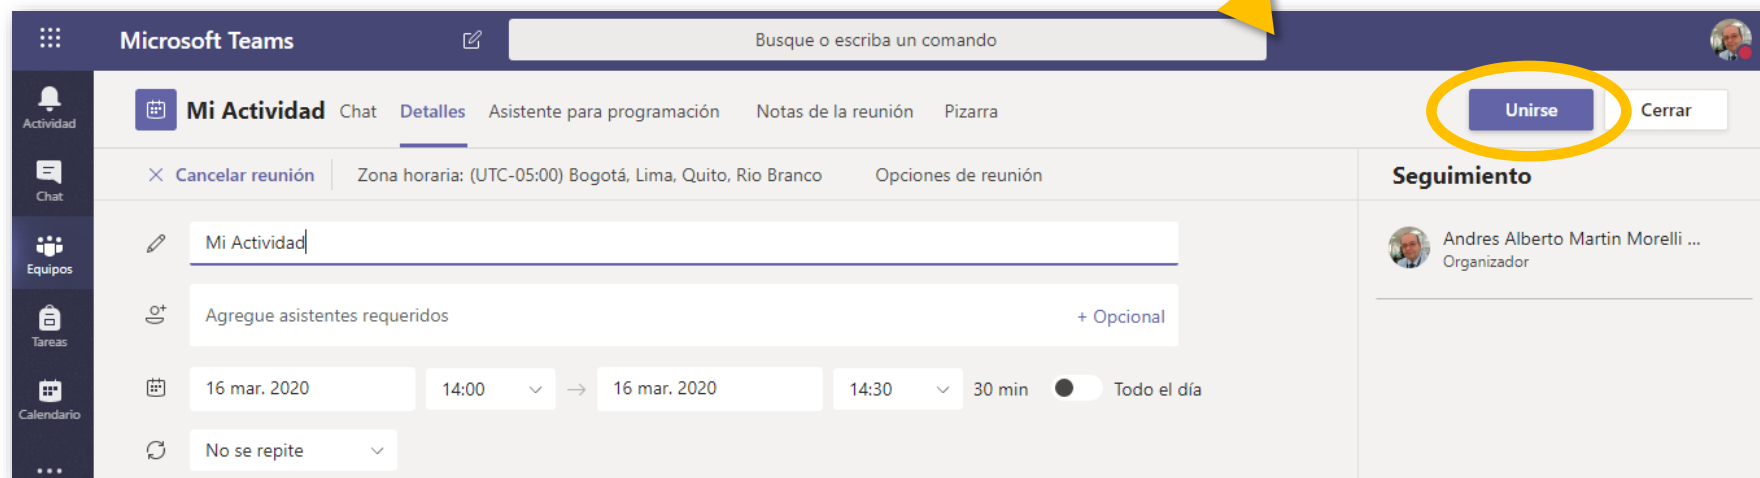 Microsoft Teams
Busque o escriba un comando
Actividad
Chat
Equipos
Tareas
Calendario
Mi Actividad Chat Detalles Asistente para programación Notas de la reunión Pizarra
Unirse Cerrar
Cancelar reunión Zona horaria: (UTC-05:00) Bogotá, Lima, Quito, Rio Branco Opciones de reunión
Mi Actividad
Agregue asistentes requeridos + Opcional
16 mar. 2020 14:00 → 16 mar. 2020 14:30 30 min Todo el día
No se repite
Seguimiento
Andres Alberto Martin Morelli ...
Organizador